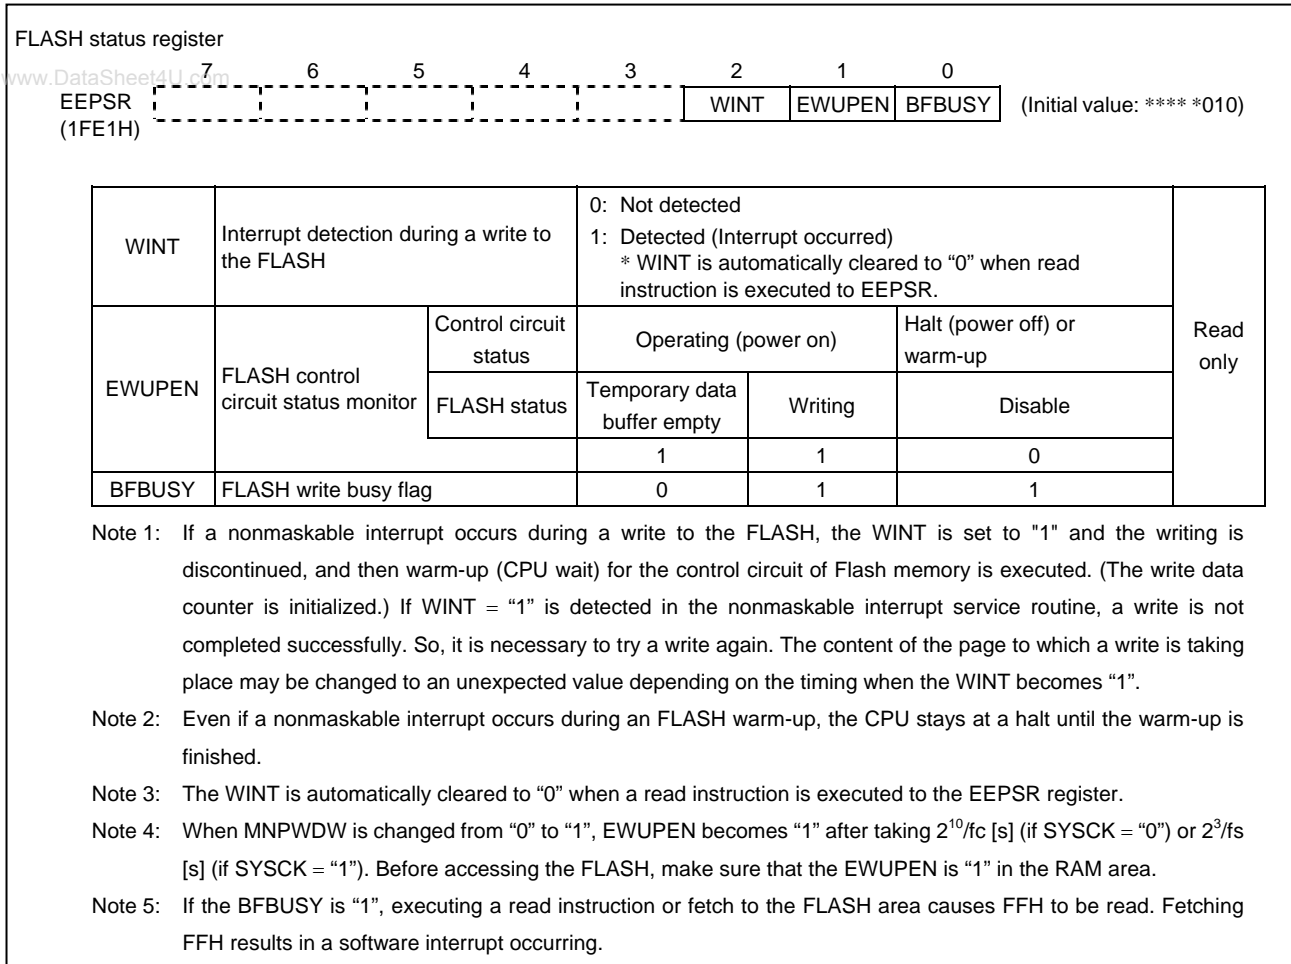 FLASH status register
www.DataSheet4U.com
7 6 5 4 3 2 1 0
EEPSR WINT EWUPEN BFBUSY (Initial value: **** *010)
(1FE1H)
WINT
Interrupt detection during a write to
the FLASH
0: Not detected
1: Detected (Interrupt occurred)
* WINT is automatically cleared to “0” when read
instruction is executed to EEPSR.
Read
only
EWUPEN
FLASH control
circuit status monitor
Control circuit
status
Operating (power on)
Halt (power off) or
warm-up
FLASH status
Temporary data
buffer empty
Writing
Disable
1 1 0
BFBUSY FLASH write busy flag 0 1 1
Note 1: If a nonmaskable interrupt occurs during a write to the FLASH, the WINT is set to "1" and the writing is
discontinued, and then warm-up (CPU wait) for the control circuit of Flash memory is executed. (The write data
counter is initialized.) If WINT = “1” is detected in the nonmaskable interrupt service routine, a write is not
completed successfully. So, it is necessary to try a write again. The content of the page to which a write is taking
place may be changed to an unexpected value depending on the timing when the WINT becomes “1”.
Note 2: Even if a nonmaskable interrupt occurs during an FLASH warm-up, the CPU stays at a halt until the warm-up is
finished.
Note 3: The WINT is automatically cleared to “0” when a read instruction is executed to the EEPSR register.
Note 4: When MNPWDW is changed from “0” to “1”, EWUPEN becomes “1” after taking 2¹⁰/fc [s] (if SYSCK = “0”) or 2³/fs
[s] (if SYSCK = “1”). Before accessing the FLASH, make sure that the EWUPEN is “1” in the RAM area.
Note 5: If the BFBUSY is “1”, executing a read instruction or fetch to the FLASH area causes FFH to be read. Fetching
FFH results in a software interrupt occurring.